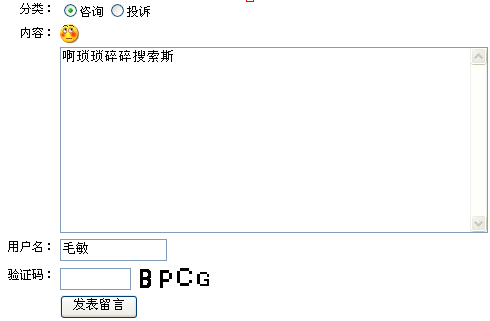 分类： 咨询 投诉
内容：
啊琐琐碎碎搜索斯
用户名： 毛敏
验证码： B P C G
发表留言